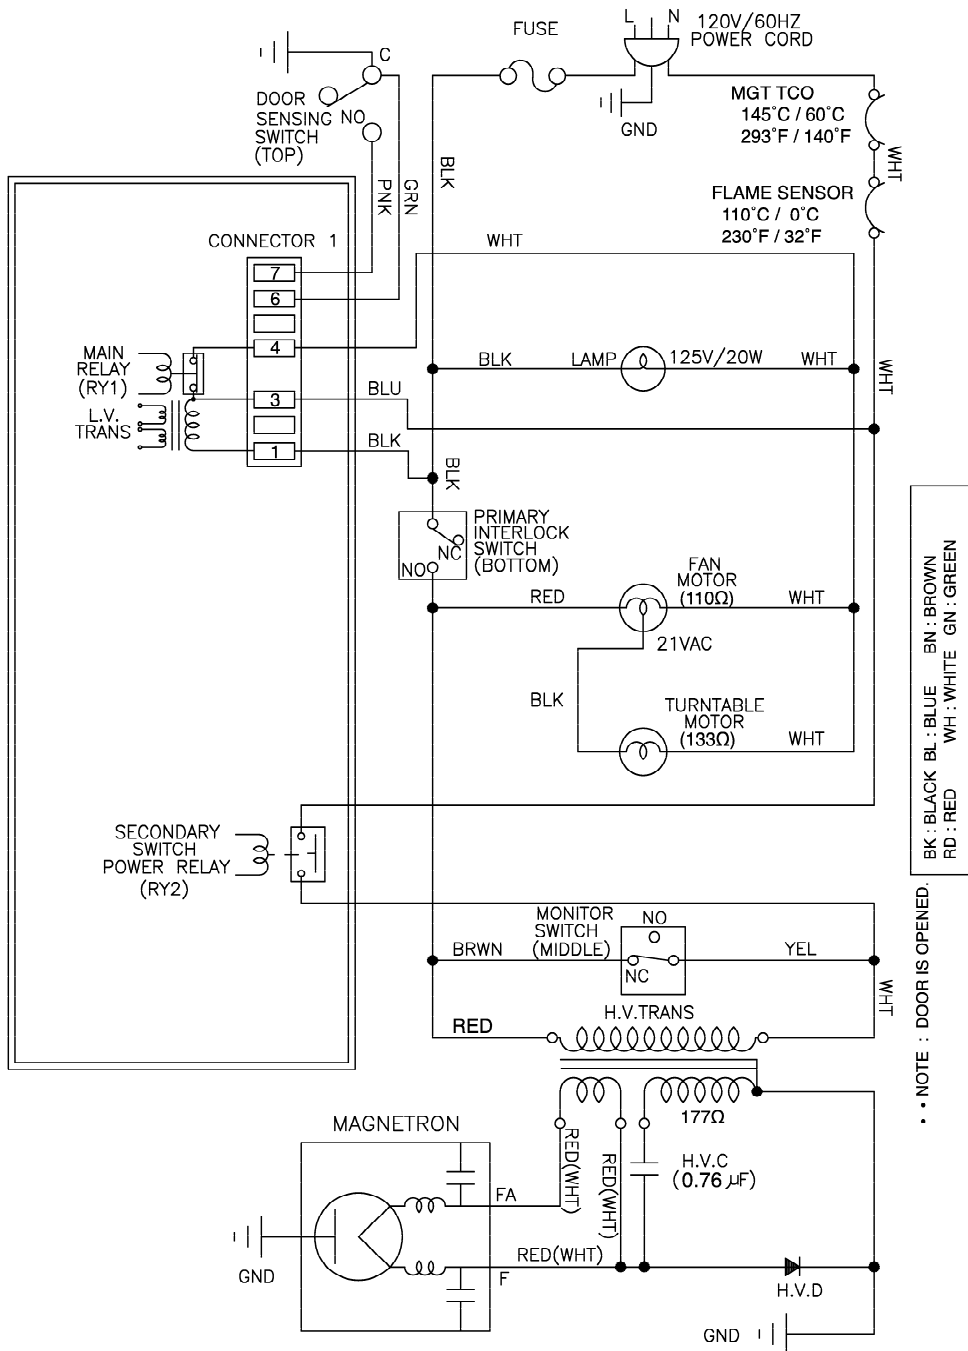 FUSE
L N
120V/60HZ
POWER CORD
GND
C
DOOR
SENSING
SWITCH
(TOP)
NO
PNK
GRN
BLK
MGT TCO
145°C / 60°C
293°F / 140°F
WHT
FLAME SENSOR
110°C / 0°C
230°F / 32°F
CONNECTOR 1
WHT
7
6
4
3
1
MAIN
RELAY
(RY1)
L.V.
TRANS
BLU
BLK
BLK
BLK
LAMP
125V/20W
WHT
WHT
PRIMARY
INTERLOCK
SWITCH
(BOTTOM)
NC
NO
RED
FAN
MOTOR
(110Ω)
WHT
21VAC
BLK
TURNTABLE
MOTOR
(133Ω)
WHT
SECONDARY
SWITCH
POWER RELAY
(RY2)
MONITOR
SWITCH
(MIDDLE)
NO
NC
BRWN
YEL
WHT
RED
H.V.TRANS
177Ω
MAGNETRON
RED(WHT)
RED(WHT)
H.V.C
(0.76 μF)
FA
F
RED(WHT)
GND
H.V.D
GND
BK : BLACK BL : BLUE BN : BROWN
RD : RED WH : WHITE GN : GREEN
• • NOTE : DOOR IS OPENED.